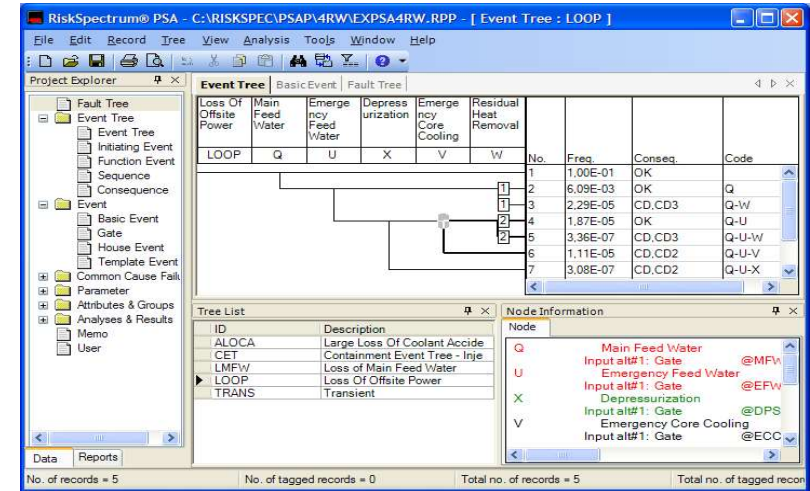 RiskSpectrum® PSA - C:\RISKSPEC\PSAP\4RW\EXPSA4RW.RPP - [ Event Tree : LOOP ]
File Edit Record Tree View Analysis Tools Window Help
Project Explorer
Fault Tree
Event Tree
Event Tree
Initiating Event
Function Event
Sequence
Consequence
Event
Basic Event
Gate
House Event
Template Event
Common Cause Failu
Parameter
Attributes & Groups
Analyses & Results
Memo
User
Data Reports
Event Tree Basic Event Fault Tree
Loss Of Offsite Power
Main Feed Water
Emergency Feed Water
Depressurization
Emergency Core Cooling
Residual Heat Removal
LOOP Q U X V W No. Freq. Conseq. Code
1 1,00E-01 OK
1 2 6,09E-03 OK Q
1 3 2,29E-05 CD,CD3 Q-W
2 4 1,87E-05 OK Q-U
2 5 3,36E-07 CD,CD3 Q-U-W
6 1,11E-05 CD,CD2 Q-U-V
7 3,08E-07 CD,CD2 Q-U-X
Tree List
ID Description
ALOCA Large Loss Of Coolant Accide
CET Containment Event Tree - Inje
LMFW Loss of Main Feed Water
LOOP Loss Of Offsite Power
TRANS Transient
Node Information
Node
Q Main Feed Water
Input alt#1: Gate @MFW
U Emergency Feed Water
Input alt#1: Gate @EFW
X Depressurization
Input alt#1: Gate @DPS
V Emergency Core Cooling
Input alt#1: Gate @ECC
No. of records = 5 No. of tagged records = 0 Total no. of records = 5 Total no. of tagged recor